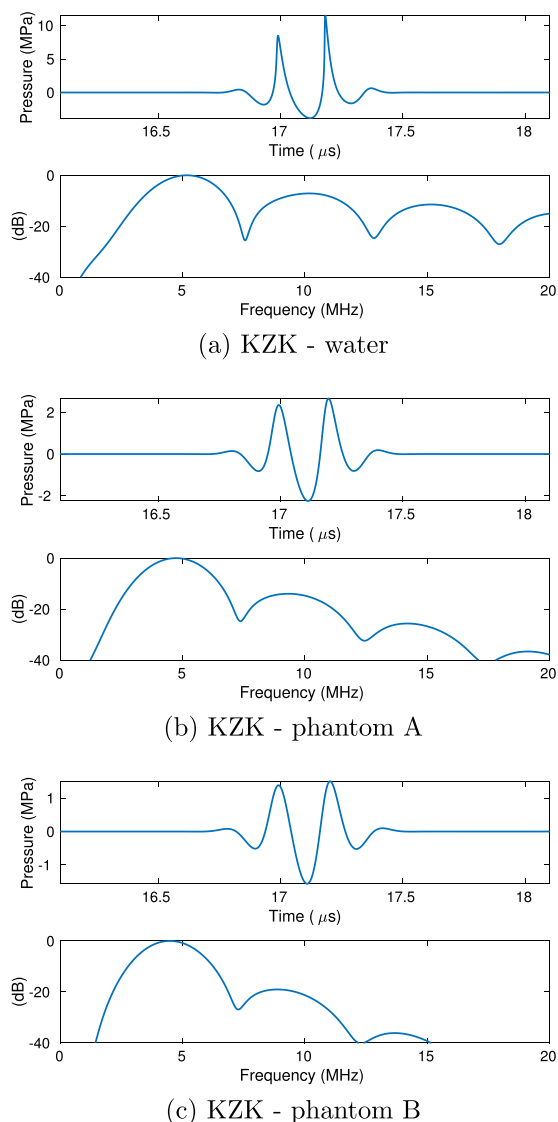 Pressure (MPa)
10
5
0
16.5 17 17.5 18
Time ( μs)
(dB)
0
-20
-40
0 5 10 15 20
Frequency (MHz)
(a) KZK - water
Pressure (MPa)
2
0
-2
16.5 17 17.5 18
Time ( μs)
(dB)
0
-20
-40
0 5 10 15 20
Frequency (MHz)
(b) KZK - phantom A
Pressure (MPa)
1
0
-1
16.5 17 17.5 18
Time ( μs)
(dB)
0
-20
-40
0 5 10 15 20
Frequency (MHz)
(c) KZK - phantom B